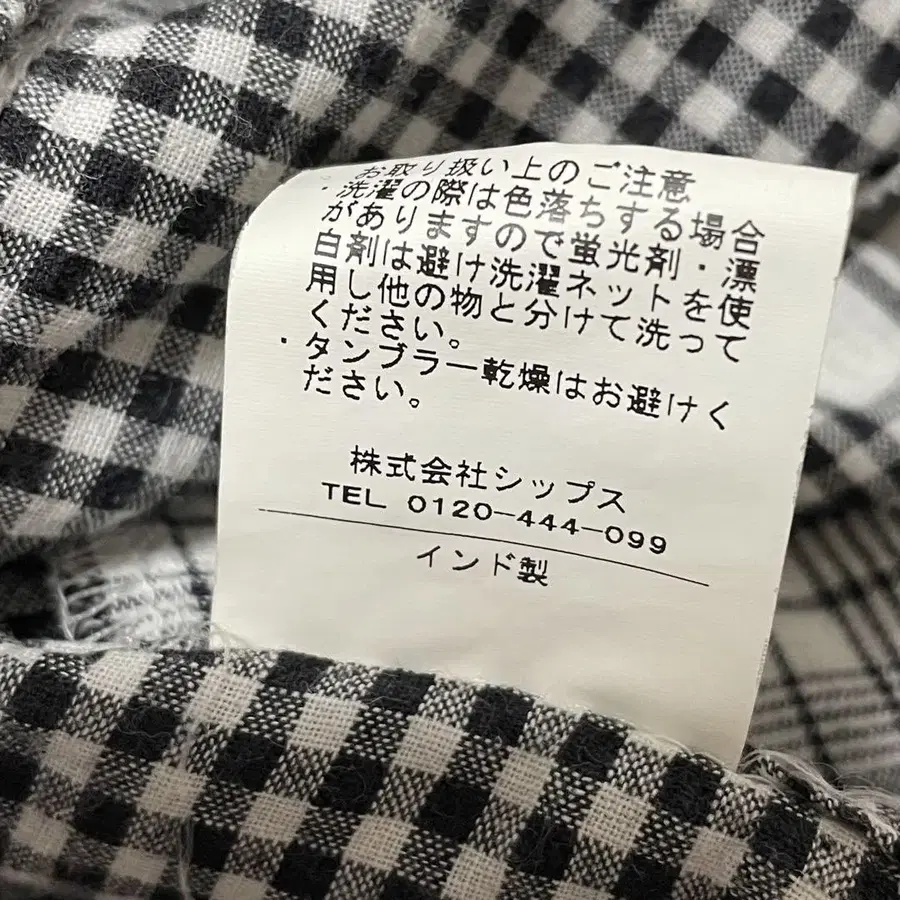 。お取り扱い上のご注意
・洗濯の際は色落ちする場合
がありますので蛍光剤・漂
白剤は避け洗濯ネットを使
用し他の物と分けて洗って
ください。
・タンブラー乾燥はお避けく
ださい。
株式会社シップス
TEL 0120-444-099
インド製